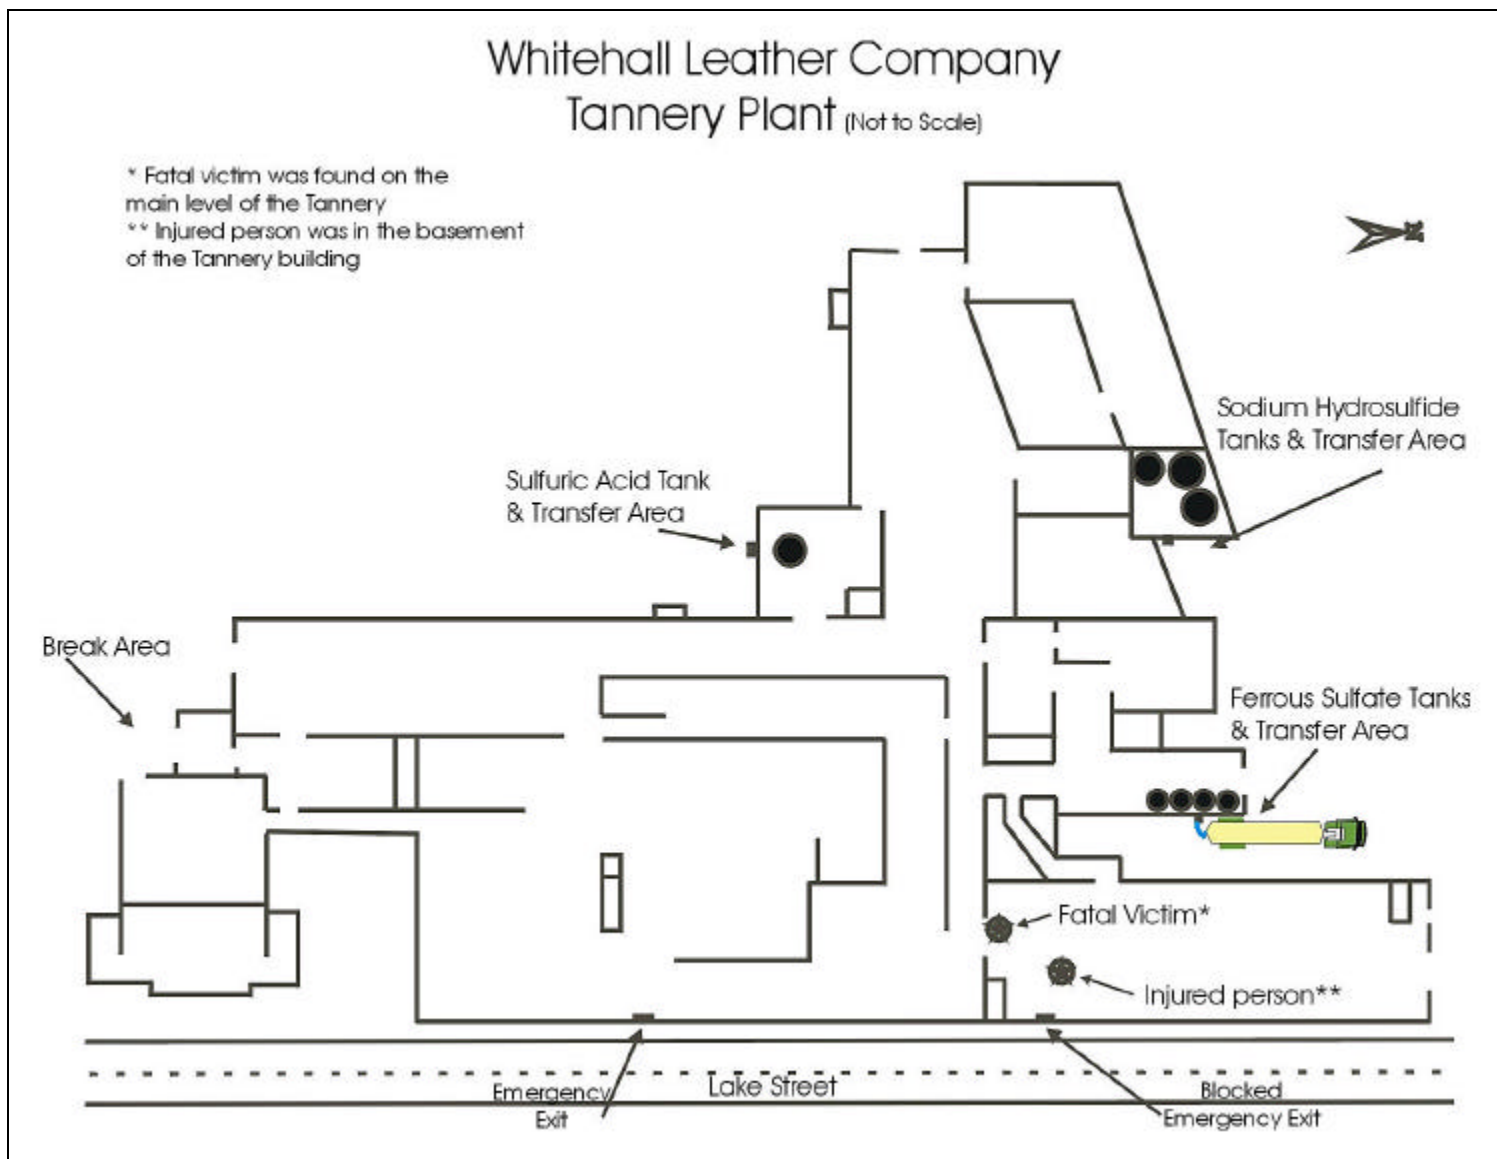 Whitehall Leather Company
Tannery Plant (Not to Scale)
* Fatal victim was found on the
main level of the Tannery
** Injured person was in the basement
of the Tannery building
Sodium Hydrosulfide
Tanks & Transfer Area
Sulfuric Acid Tank
& Transfer Area
Break Area
Ferrous Sulfate Tanks
& Transfer Area
Fatal Victim*
Injured person**
Lake Street
Emergency
Exit
Blocked
Emergency Exit